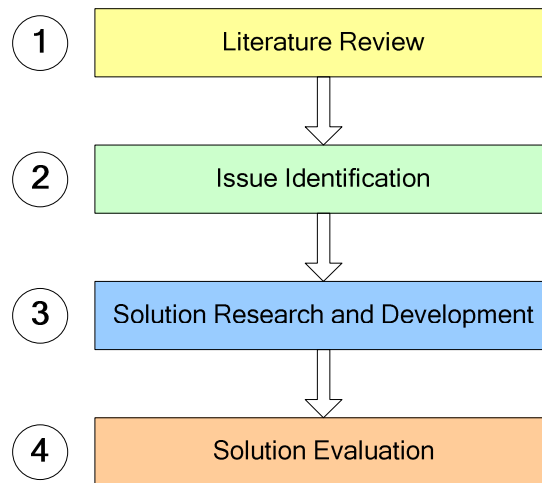 1 Literature Review
2 Issue Identification
3 Solution Research and Development
4 Solution Evaluation